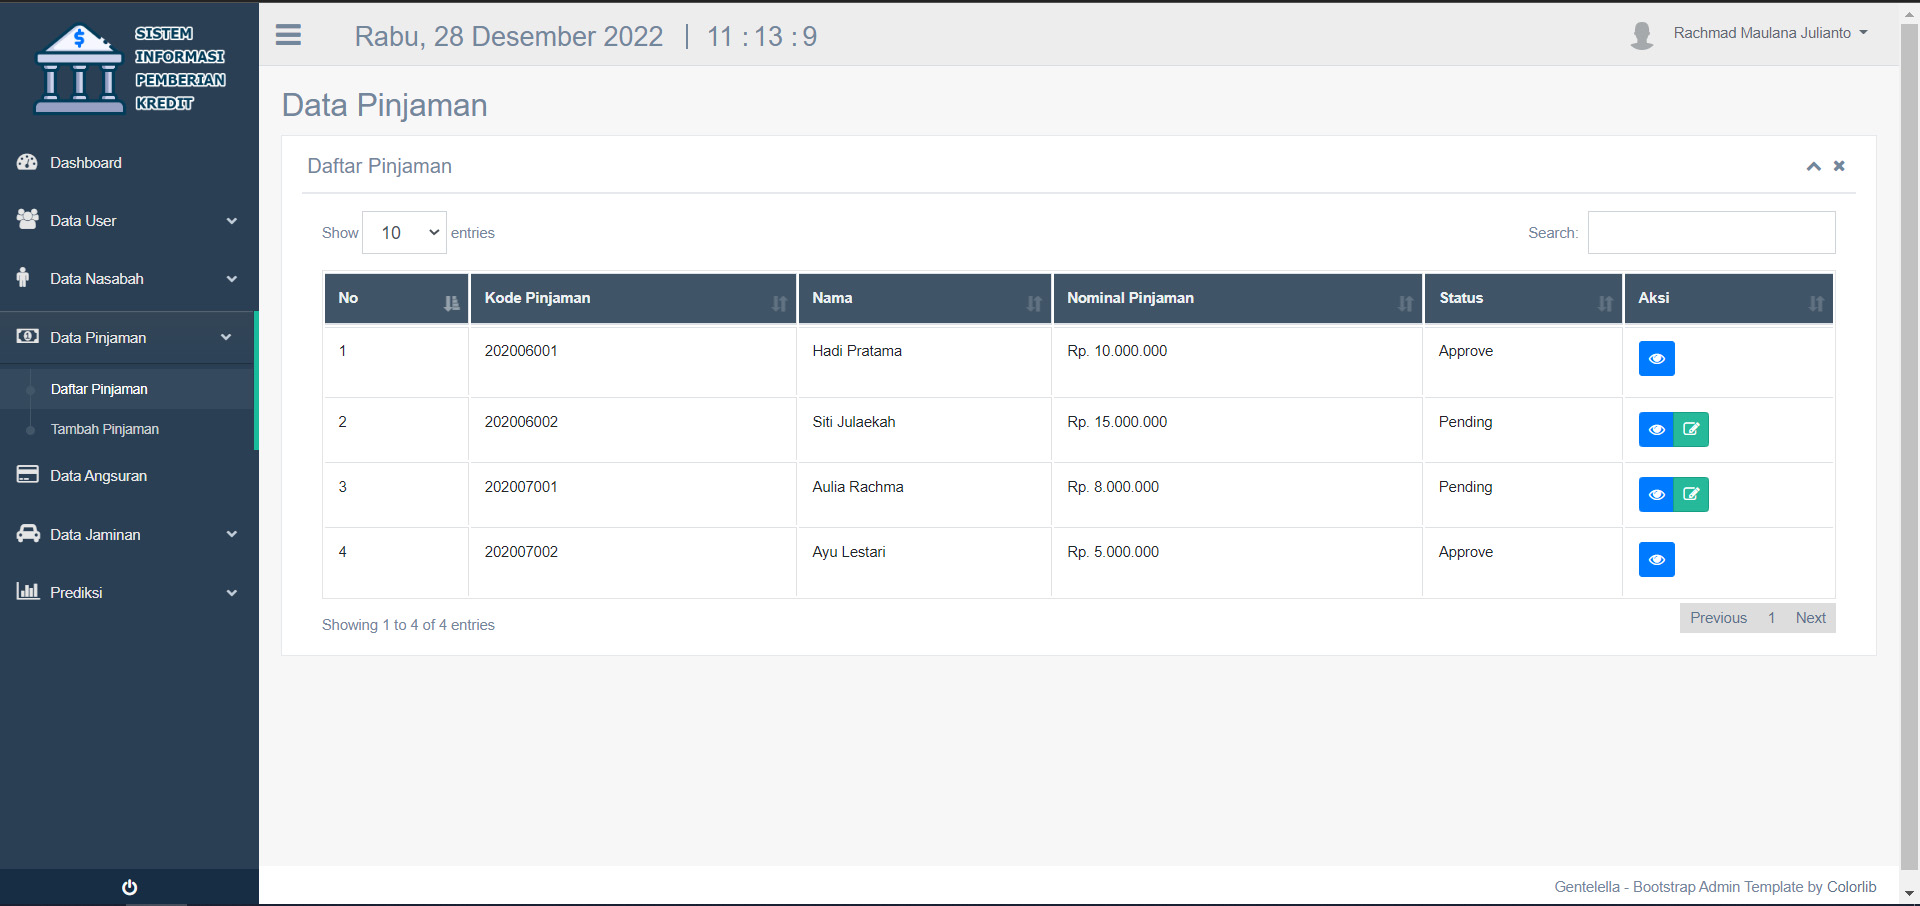 SISTEM
INFORMASI
PEMBERIAN
KREDIT
Rabu, 28 Desember 2022 | 11 : 13 : 9
Rachmad Maulana Julianto
Dashboard
Data User
Data Nasabah
Data Pinjaman
Daftar Pinjaman
Tambah Pinjaman
Data Angsuran
Data Jaminan
Prediksi
Data Pinjaman
Daftar Pinjaman
Show 10 entries
Search:
No Kode Pinjaman Nama Nominal Pinjaman Status Aksi
1 202006001 Hadi Pratama Rp. 10.000.000 Approve
2 202006002 Siti Julaekah Rp. 15.000.000 Pending
3 202007001 Aulia Rachma Rp. 8.000.000 Pending
4 202007002 Ayu Lestari Rp. 5.000.000 Approve
Showing 1 to 4 of 4 entries
Previous 1 Next
Gentelella - Bootstrap Admin Template by Colorlib